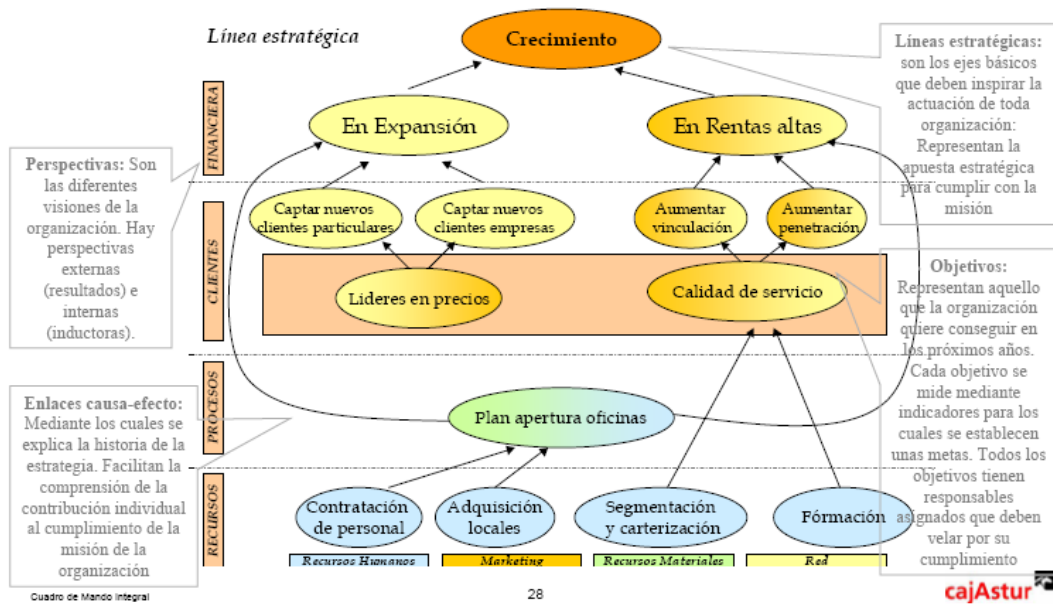 Línea estratégica
Crecimiento
Líneas estratégicas:
son los ejes básicos
que deben inspirar la
actuación de toda
organización:
Representan la
apuesta estratégica
para cumplir con la
misión
FINANCIERA
En Expansión
En Rentas altas
Perspectivas: Son
las diferentes
visiones de la
organización. Hay
perspectivas
externas
(resultados) e
internas
(inductoras).
CLIENTES
Captar nuevos
clientes particulares
Captar nuevos
clientes empresas
Aumentar
vinculación
Aumentar
penetración
Lideres en precios
Calidad de servicio
Objetivos:
Representan aquello
que la organización
quiere conseguir en
los próximos años.
Cada objetivo se
mide mediante
indicadores para los
cuales se establecen
unas metas. Todos los
objetivos tienen
responsables
asignados que deben
velar por su
cumplimiento
PROCESOS
Enlaces causa-efecto:
Mediante los cuales se
explica la historia de la
estrategia. Facilitan la
comprensión de la
contribución individual
al cumplimiento de la
misión de la
organización
Plan apertura oficinas
RECURSOS
Contratación
de personal
Adquisición
locales
Segmentación
y carterización
Fórmación
Recursos Humanos
Marketing
Recursos Materiales
Red
Cuadro de Mando Integral
28
cajAstur